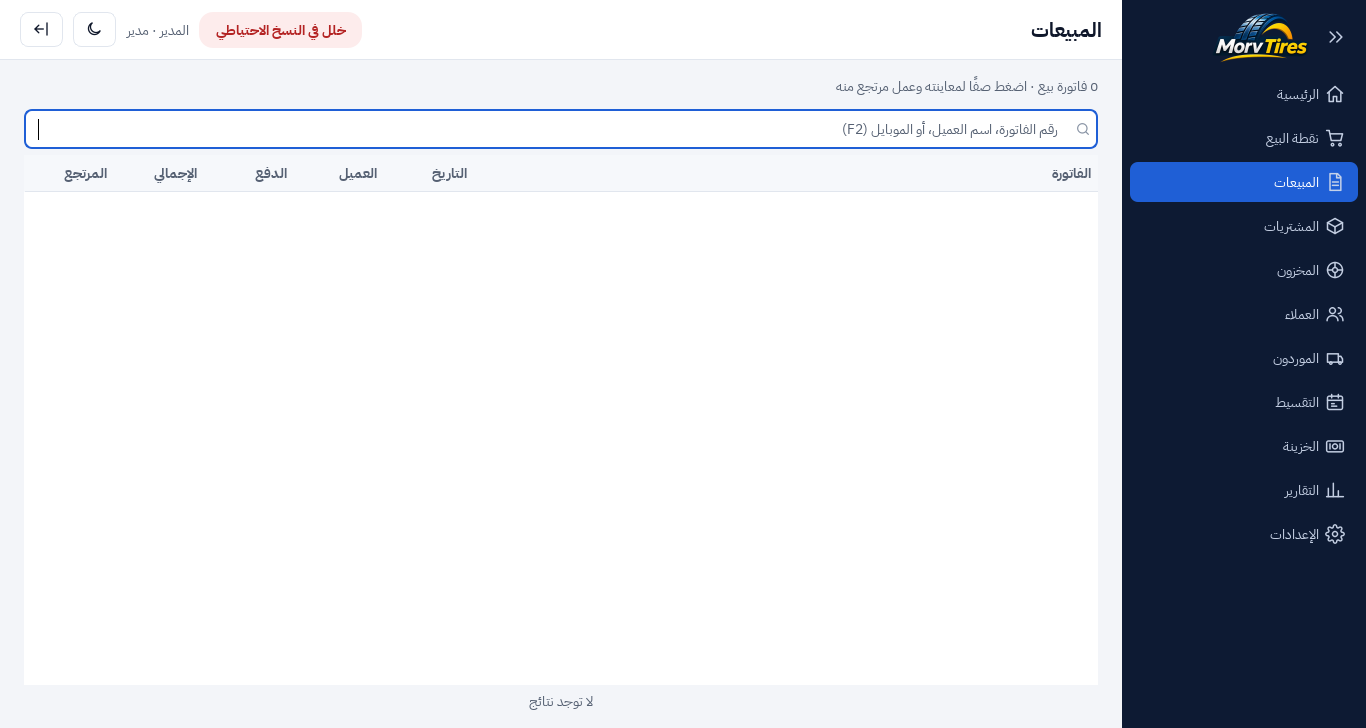 المبيعات
خلل في النسخ الاحتياطي
المدير · مدير
Morv Tires
الرئيسية
نقطة البيع
المبيعات
المشتريات
المخزون
العملاء
الموردون
التقسيط
الخزينة
التقارير
الإعدادات
0 فاتورة بيع · اضغط صفًا لمعاينته وعمل مرتجع منه
رقم الفاتورة، اسم العميل، أو الموبايل (F2)
الفاتورة التاريخ العميل الدفع الإجمالي المرتجع
لا توجد نتائج